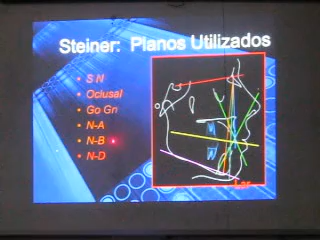 Steiner: Planos Utilizados
S N
Oclusal
Go Gn
N-A
N-B
N-D